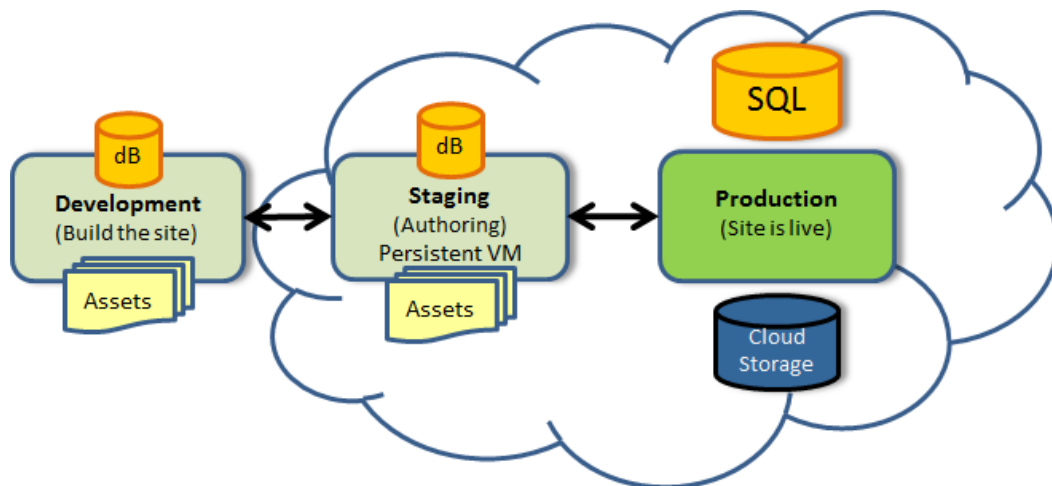 dB
Development
(Build the site)
Assets
dB
Staging
(Authoring)
Persistent VM
Assets
SQL
Production
(Site is live)
Cloud
Storage